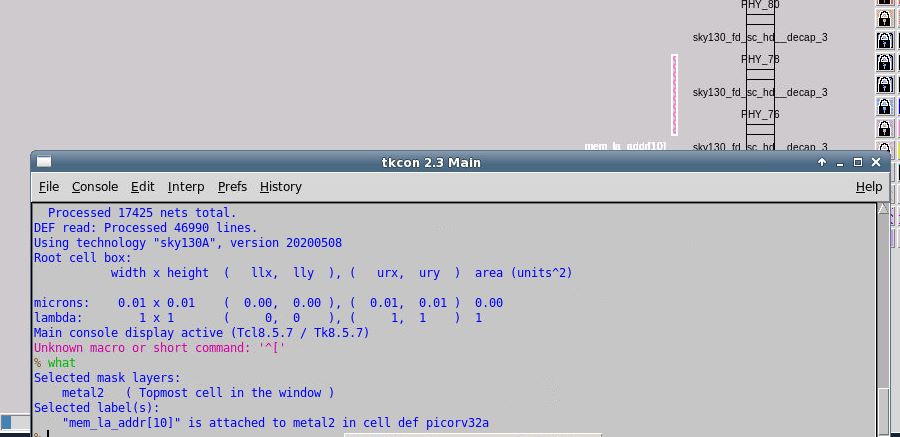 PHY_80
sky130_fd_sc_hd__decap_3
PHY_78
sky130_fd_sc_hd__decap_3
PHY_76
mem_la_addr[10]
sky130_fd_sc_hd__decap_3
tkcon 2.3 Main
File Console Edit Interp Prefs History Help
Processed 17425 nets total.
DEF read: Processed 46990 lines.
Using technology "sky130A", version 20200508
Root cell box:
width x height ( llx, lly ), ( urx, ury ) area (units^2)
microns: 0.01 x 0.01 ( 0.00, 0.00 ), ( 0.01, 0.01 ) 0.00
lambda: 1 x 1 ( 0, 0 ), ( 1, 1 ) 1
Main console display active (Tcl8.5.7 / Tk8.5.7)
Unknown macro or short command: '^['
% what
Selected mask layers:
metal2 ( Topmost cell in the window )
Selected label(s):
"mem_la_addr[10]" is attached to metal2 in cell def picorv32a
%